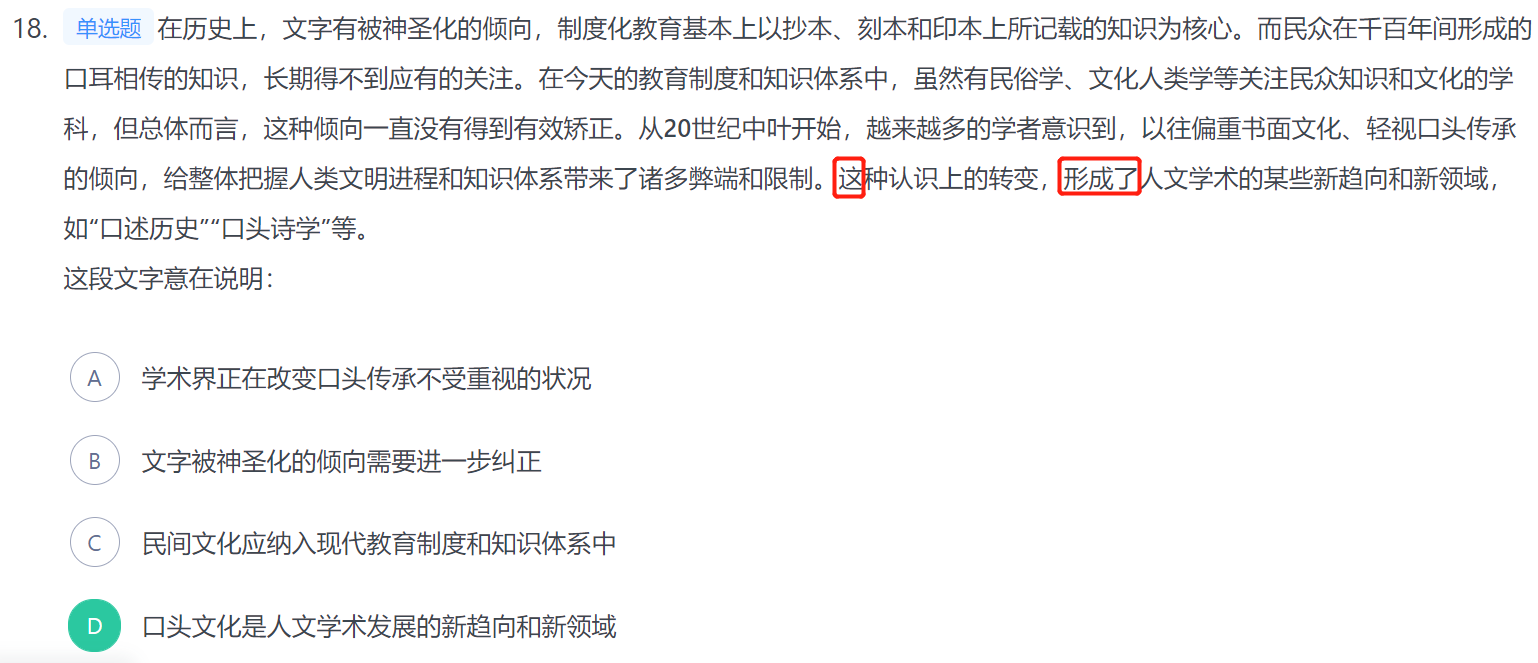 18. 单选题 在历史上，文字有被神圣化的倾向，制度化教育基本上以抄本、刻本和印本上所记载的知识为核心。而民众在千百年间形成的
口耳相传的知识，长期得不到应有的关注。在今天的教育制度和知识体系中，虽然有民俗学、文化人类学等关注民众知识和文化的学
科，但总体而言，这种倾向一直没有得到有效矫正。从20世纪中叶开始，越来越多的学者意识到，以往偏重书面文化、轻视口头传承
的倾向，给整体把握人类文明进程和知识体系带来了诸多弊端和限制。这种认识上的转变，形成了人文学术的某些新趋向和新领域，
如“口述历史”“口头诗学”等。
这段文字意在说明：
A 学术界正在改变口头传承不受重视的状况
B 文字被神圣化的倾向需要进一步纠正
C 民间文化应纳入现代教育制度和知识体系中
D 口头文化是人文学术发展的新趋向和新领域